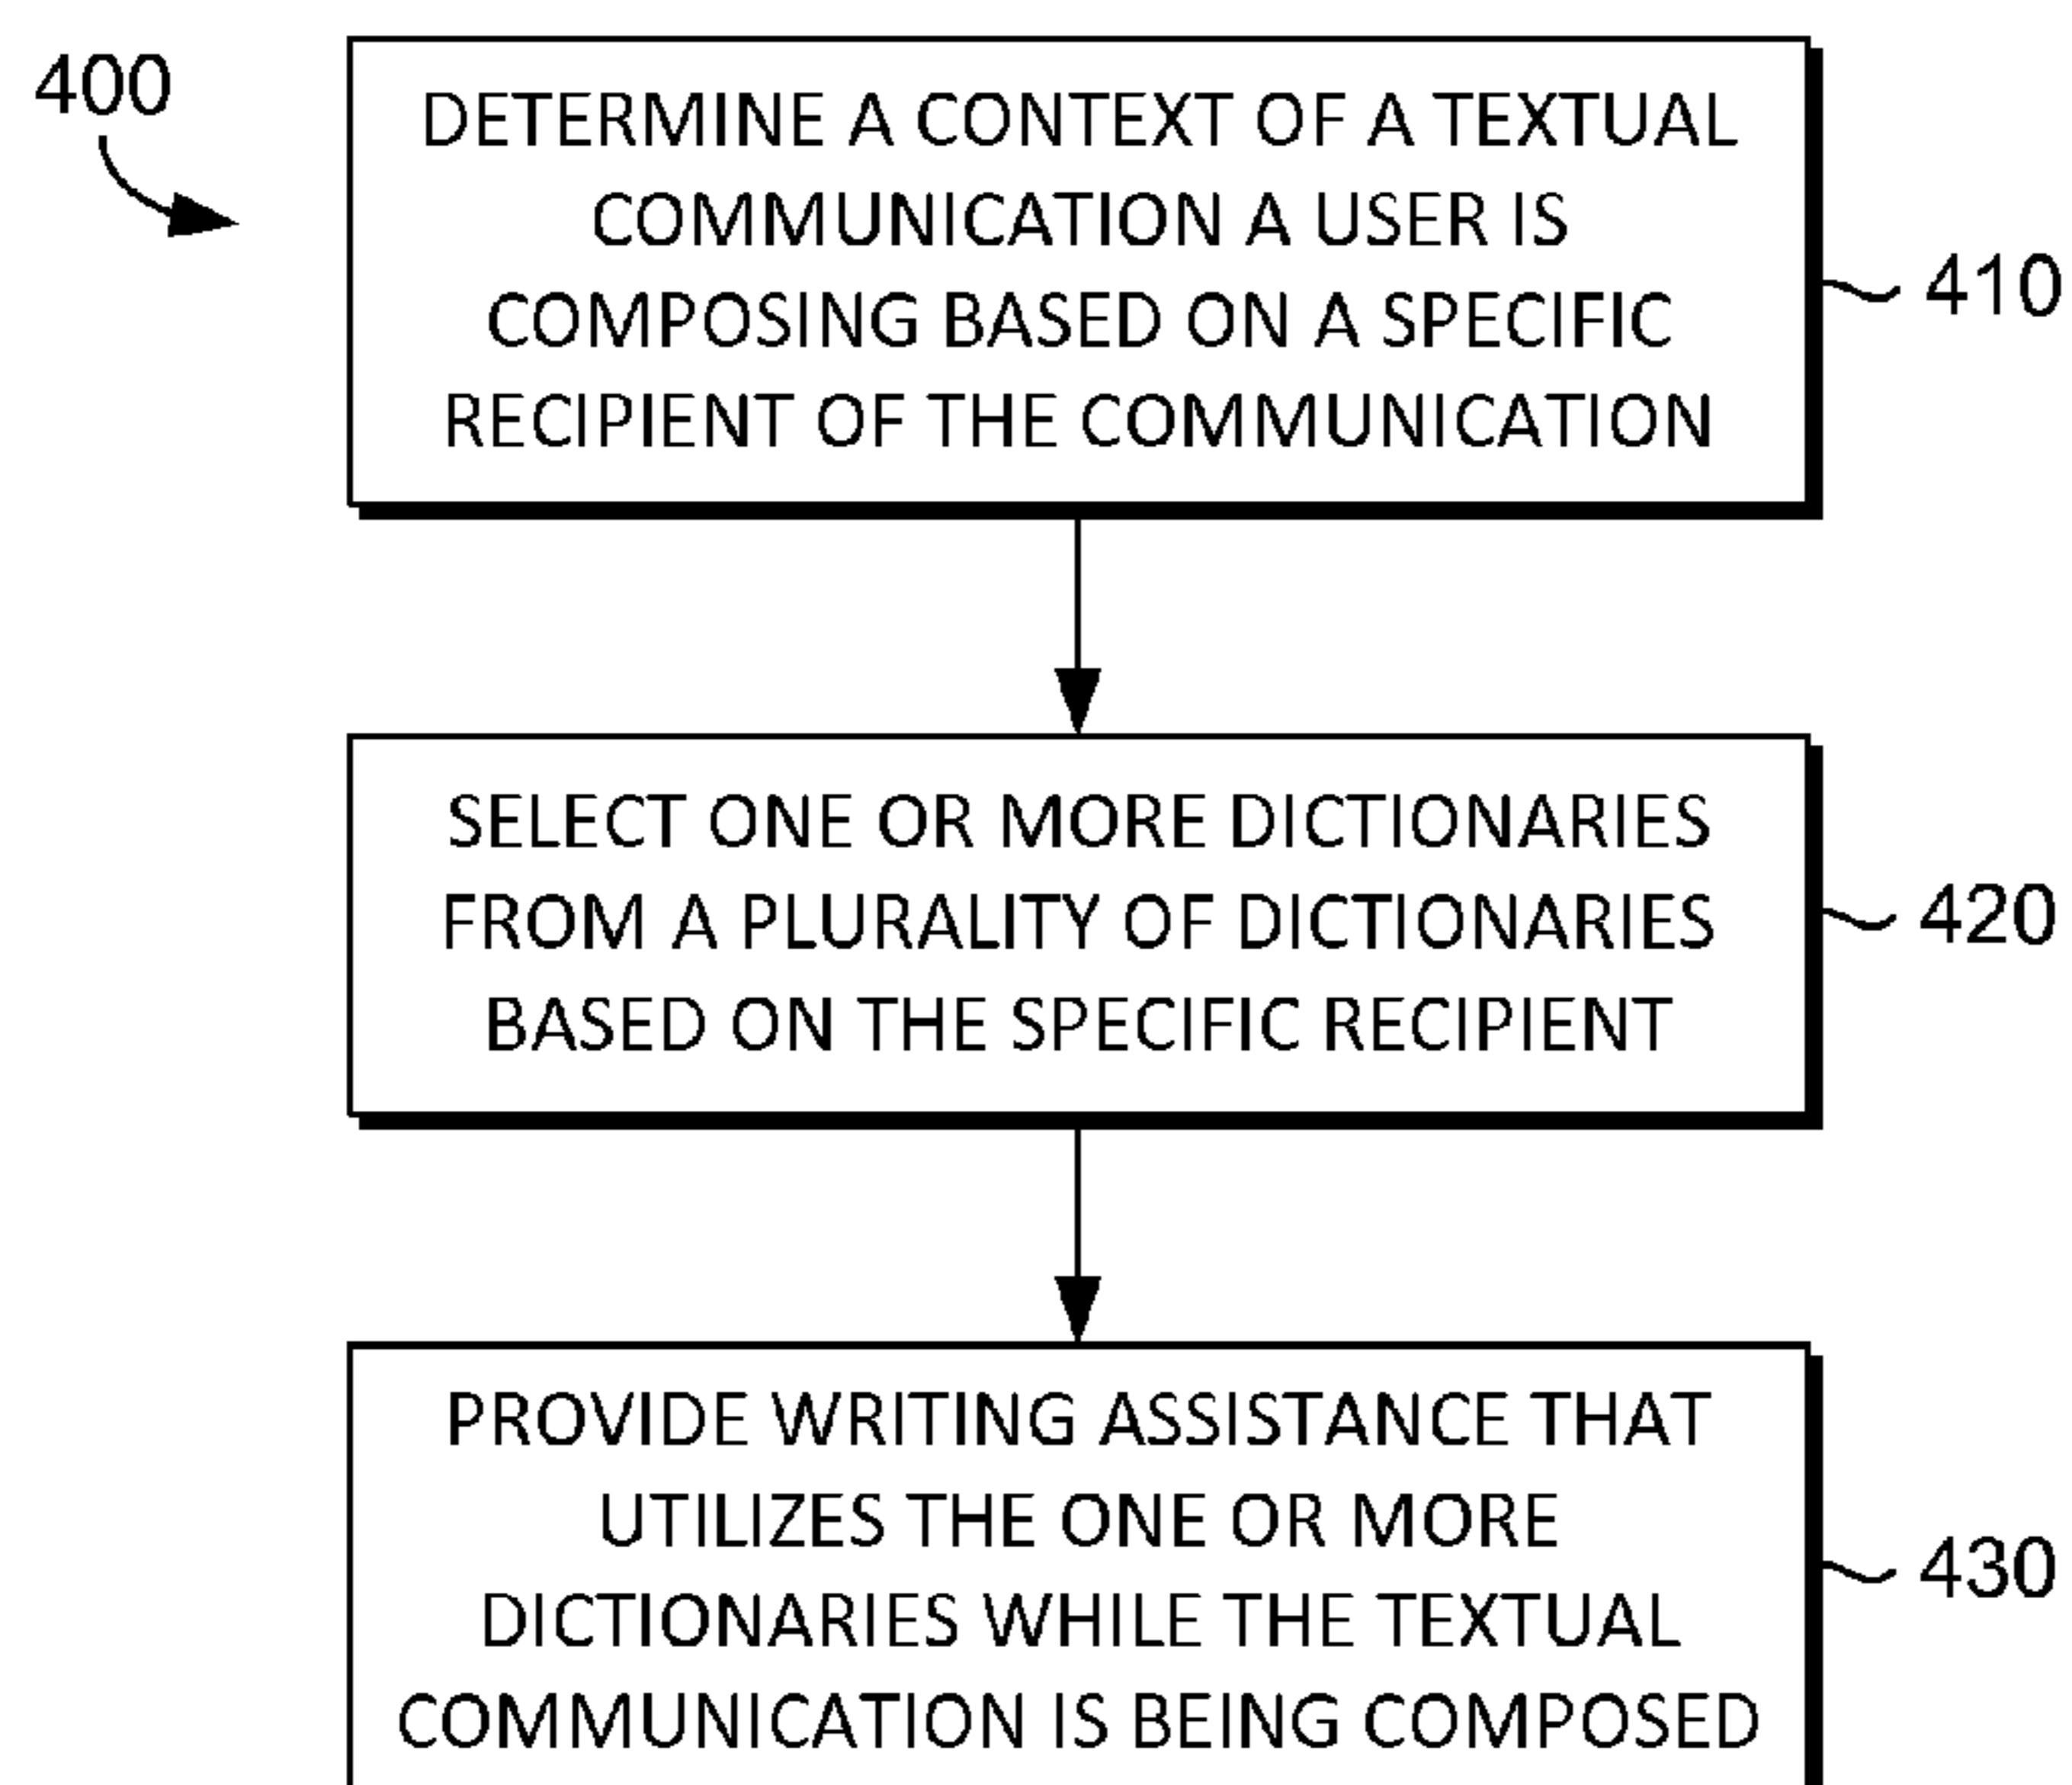 400
DETERMINE A CONTEXT OF A TEXTUAL
COMMUNICATION A USER IS
COMPOSING BASED ON A SPECIFIC
RECIPIENT OF THE COMMUNICATION
410
SELECT ONE OR MORE DICTIONARIES
FROM A PLURALITY OF DICTIONARIES
BASED ON THE SPECIFIC RECIPIENT
420
PROVIDE WRITING ASSISTANCE THAT
UTILIZES THE ONE OR MORE
DICTIONARIES WHILE THE TEXTUAL
COMMUNICATION IS BEING COMPOSED
430